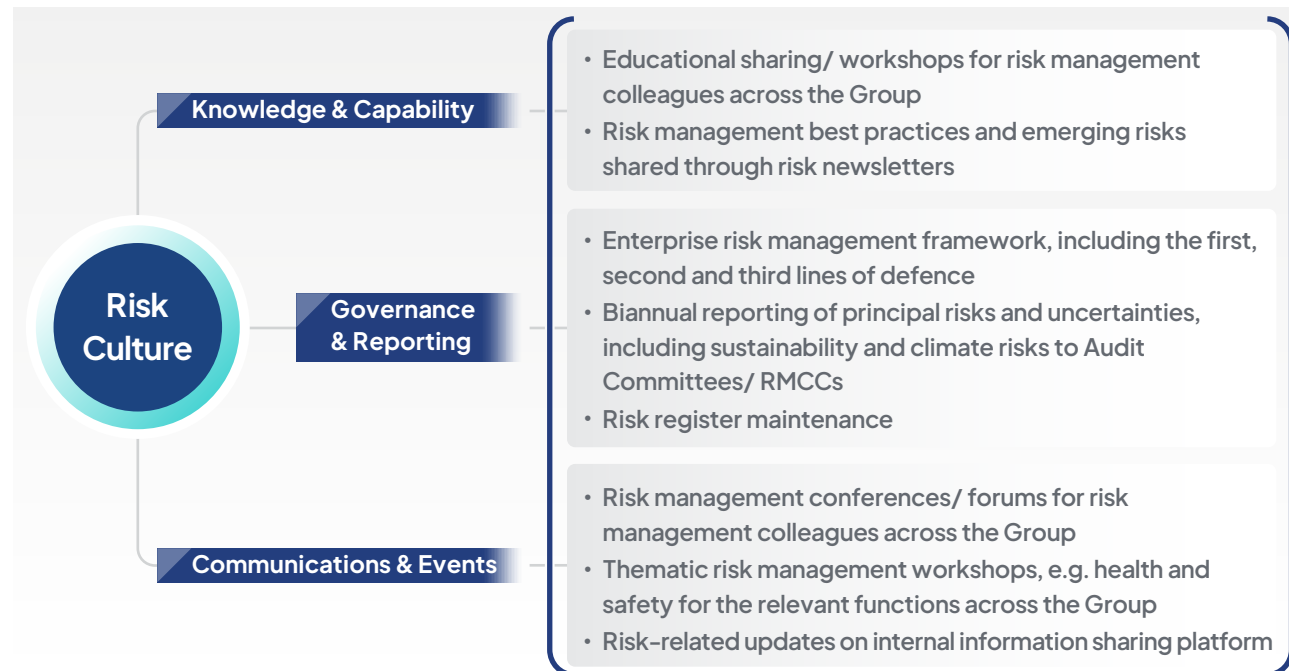 Risk
Culture
Knowledge & Capability
• Educational sharing/ workshops for risk management
colleagues across the Group
• Risk management best practices and emerging risks
shared through risk newsletters
Governance
& Reporting
• Enterprise risk management framework, including the first,
second and third lines of defence
• Biannual reporting of principal risks and uncertainties,
including sustainability and climate risks to Audit
Committees/ RMCCs
• Risk register maintenance
Communications & Events
• Risk management conferences/ forums for risk
management colleagues across the Group
• Thematic risk management workshops, e.g. health and
safety for the relevant functions across the Group
• Risk-related updates on internal information sharing platform